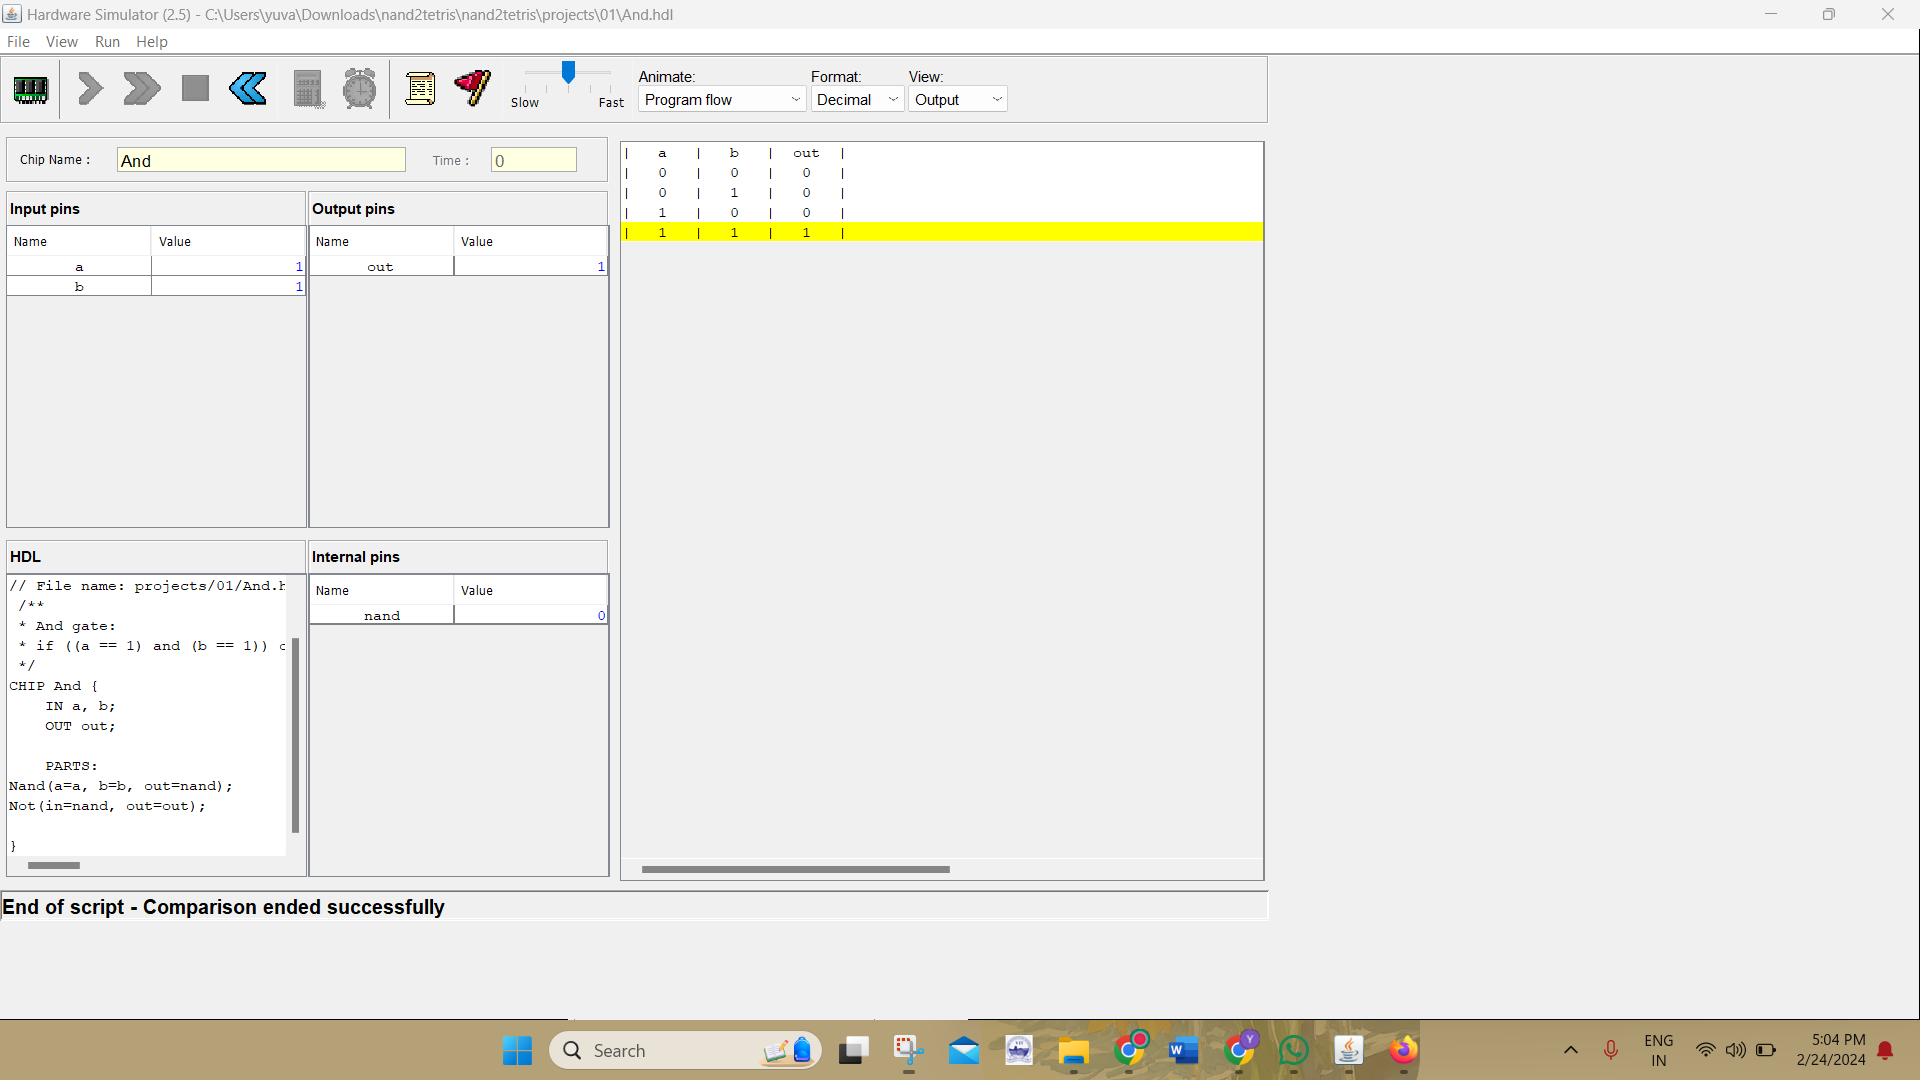 Hardware Simulator (2.5) - C:\Users\yuva\Downloads\nand2tetris\nand2tetris\projects\01\And.hdl
File View Run Help
Slow Fast
Animate: Format: View:
Program flow Decimal Output
Chip Name : And Time : 0
Input pins
Name Value
a 1
b 1
Output pins
Name Value
out 1
| a | b | out |
| 0 | 0 | 0 |
| 0 | 1 | 0 |
| 1 | 0 | 0 |
| 1 | 1 | 1 |
HDL
// File name: projects/01/And.h
/**
* And gate:
* if ((a == 1) and (b == 1)) o
*/
CHIP And {
IN a, b;
OUT out;
PARTS:
Nand(a=a, b=b, out=nand);
Not(in=nand, out=out);
}
Internal pins
Name Value
nand 0
End of script - Comparison ended successfully
Search
ENG
IN
5:04 PM
2/24/2024